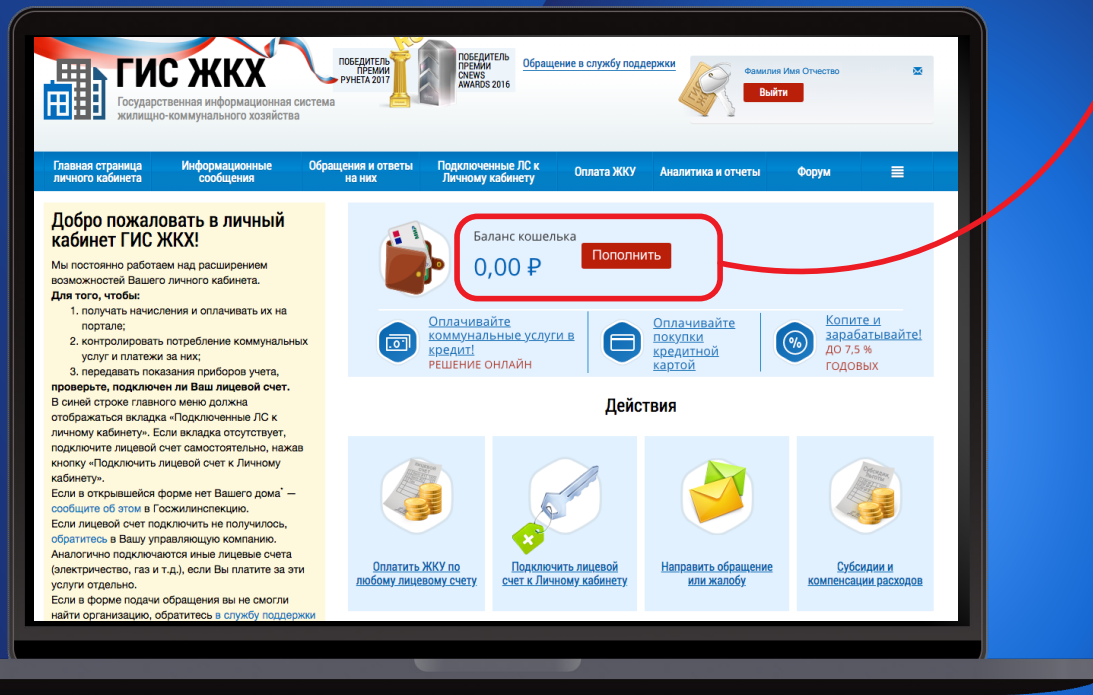 ГИС ЖКХ
Государственная информационная система
жилищно-коммунального хозяйства
ПОБЕДИТЕЛЬ
ПРЕМИИ
РУНЕТА 2017
ПОБЕДИТЕЛЬ
ПРЕМИИ
CNEWS
AWARDS 2016
Обращение в службу поддержки
Фамилия Имя Отчество
Выйти
Главная страница
личного кабинета
Информационные
сообщения
Обращения и ответы
на них
Подключенные ЛС к
Личному кабинету
Оплата ЖКУ
Аналитика и отчеты
Форум
Добро пожаловать в личный
кабинет ГИС ЖКХ!
Мы постоянно работаем над расширением
возможностей Вашего личного кабинета.
Для того, чтобы:
1. получать начисления и оплачивать их на
портале;
2. контролировать потребление коммунальных
услуг и платежи за них;
3. передавать показания приборов учета,
проверьте, подключен ли Ваш лицевой счет.
В синей строке главного меню должна
отображаться вкладка «Подключенные ЛС к
личному кабинету». Если вкладка отсутствует,
подключите лицевой счет самостоятельно, нажав
кнопку «Подключить лицевой счет к Личному
кабинету».
Если в открывшейся форме нет Вашего дома* —
сообщите об этом в Госжилинспекцию.
Если лицевой счет подключить не получилось,
обратитесь в Вашу управляющую компанию.
Аналогично подключаются иные лицевые счета
(электричество, газ и т.д.), если Вы платите за эти
услуги отдельно.
Если в форме подачи обращения вы не смогли
найти организацию, обратитесь в службу поддержки
Баланс кошелька
0,00 ₽
Пополнить
Оплачивайте
коммунальные услуги в
кредит!
РЕШЕНИЕ ОНЛАЙН
Оплачивайте
покупки
кредитной
картой
%
Копите и
зарабатывайте!
ДО 7,5 %
ГОДОВЫХ
Действия
Оплатить ЖКУ по
любому лицевому счету
Подключить лицевой
счет к Личному кабинету
Направить обращение
или жалобу
Субсидии и
компенсации расходов